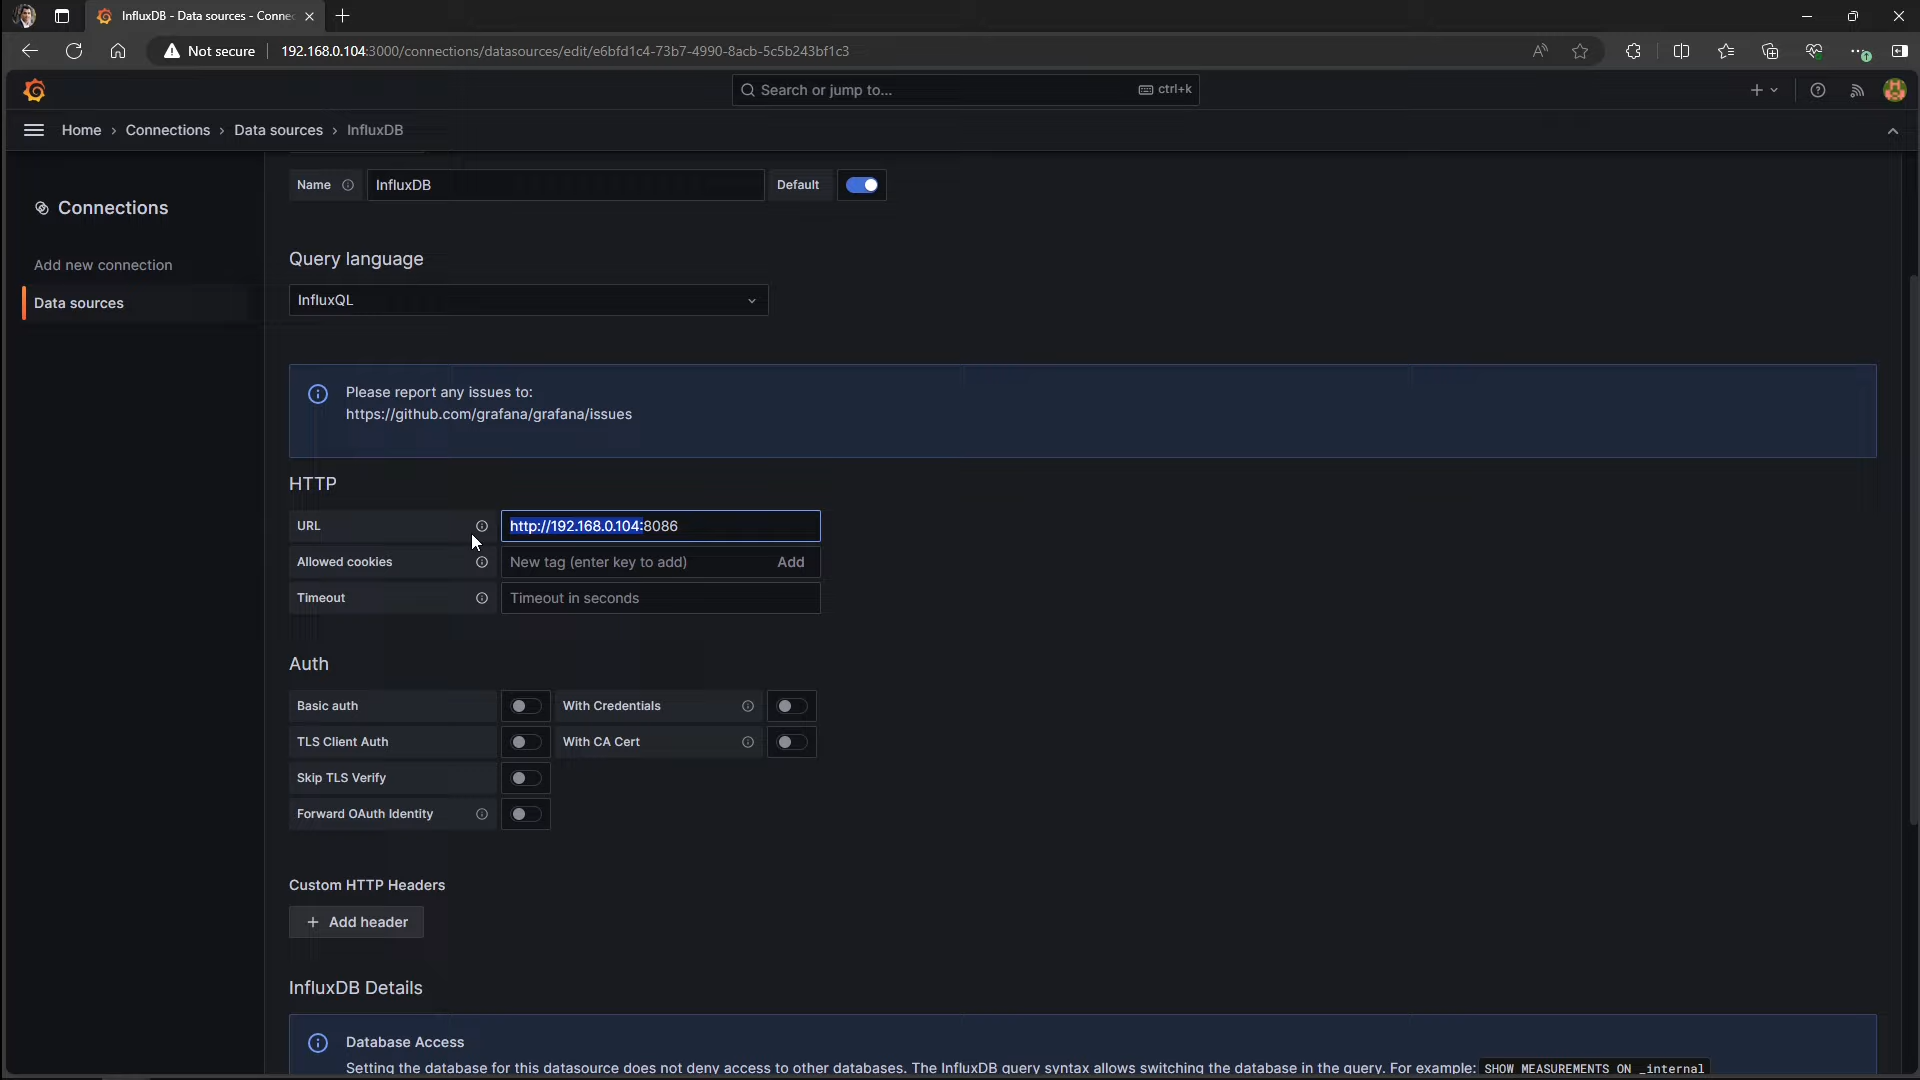 InfluxDB - Data sources - Connec
Not secure
192.168.0.104:3000/connections/datasources/edit/e6bfd1c4-73b7-4990-8acb-5c5b243bf1c3
Search or jump to...
ctrl+k
Home › Connections › Data sources › InfluxDB
Connections
Add new connection
Data sources
Name
InfluxDB
Default
Query language
InfluxQL
Please report any issues to:
https://github.com/grafana/grafana/issues
HTTP
URL
http://192.168.0.104:8086
Allowed cookies
New tag (enter key to add)
Add
Timeout
Timeout in seconds
Auth
Basic auth
With Credentials
TLS Client Auth
With CA Cert
Skip TLS Verify
Forward OAuth Identity
Custom HTTP Headers
+ Add header
InfluxDB Details
Database Access
Setting the database for this datasource does not deny access to other databases. The InfluxDB query syntax allows switching the database in the query. For example: SHOW MEASUREMENTS ON _internal